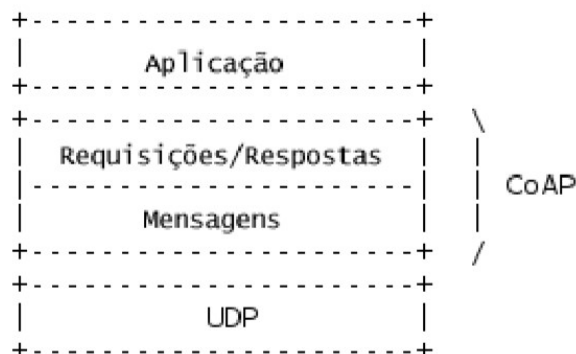 Aplicação
Requisições/Respostas
CoAP
Mensagens
UDP